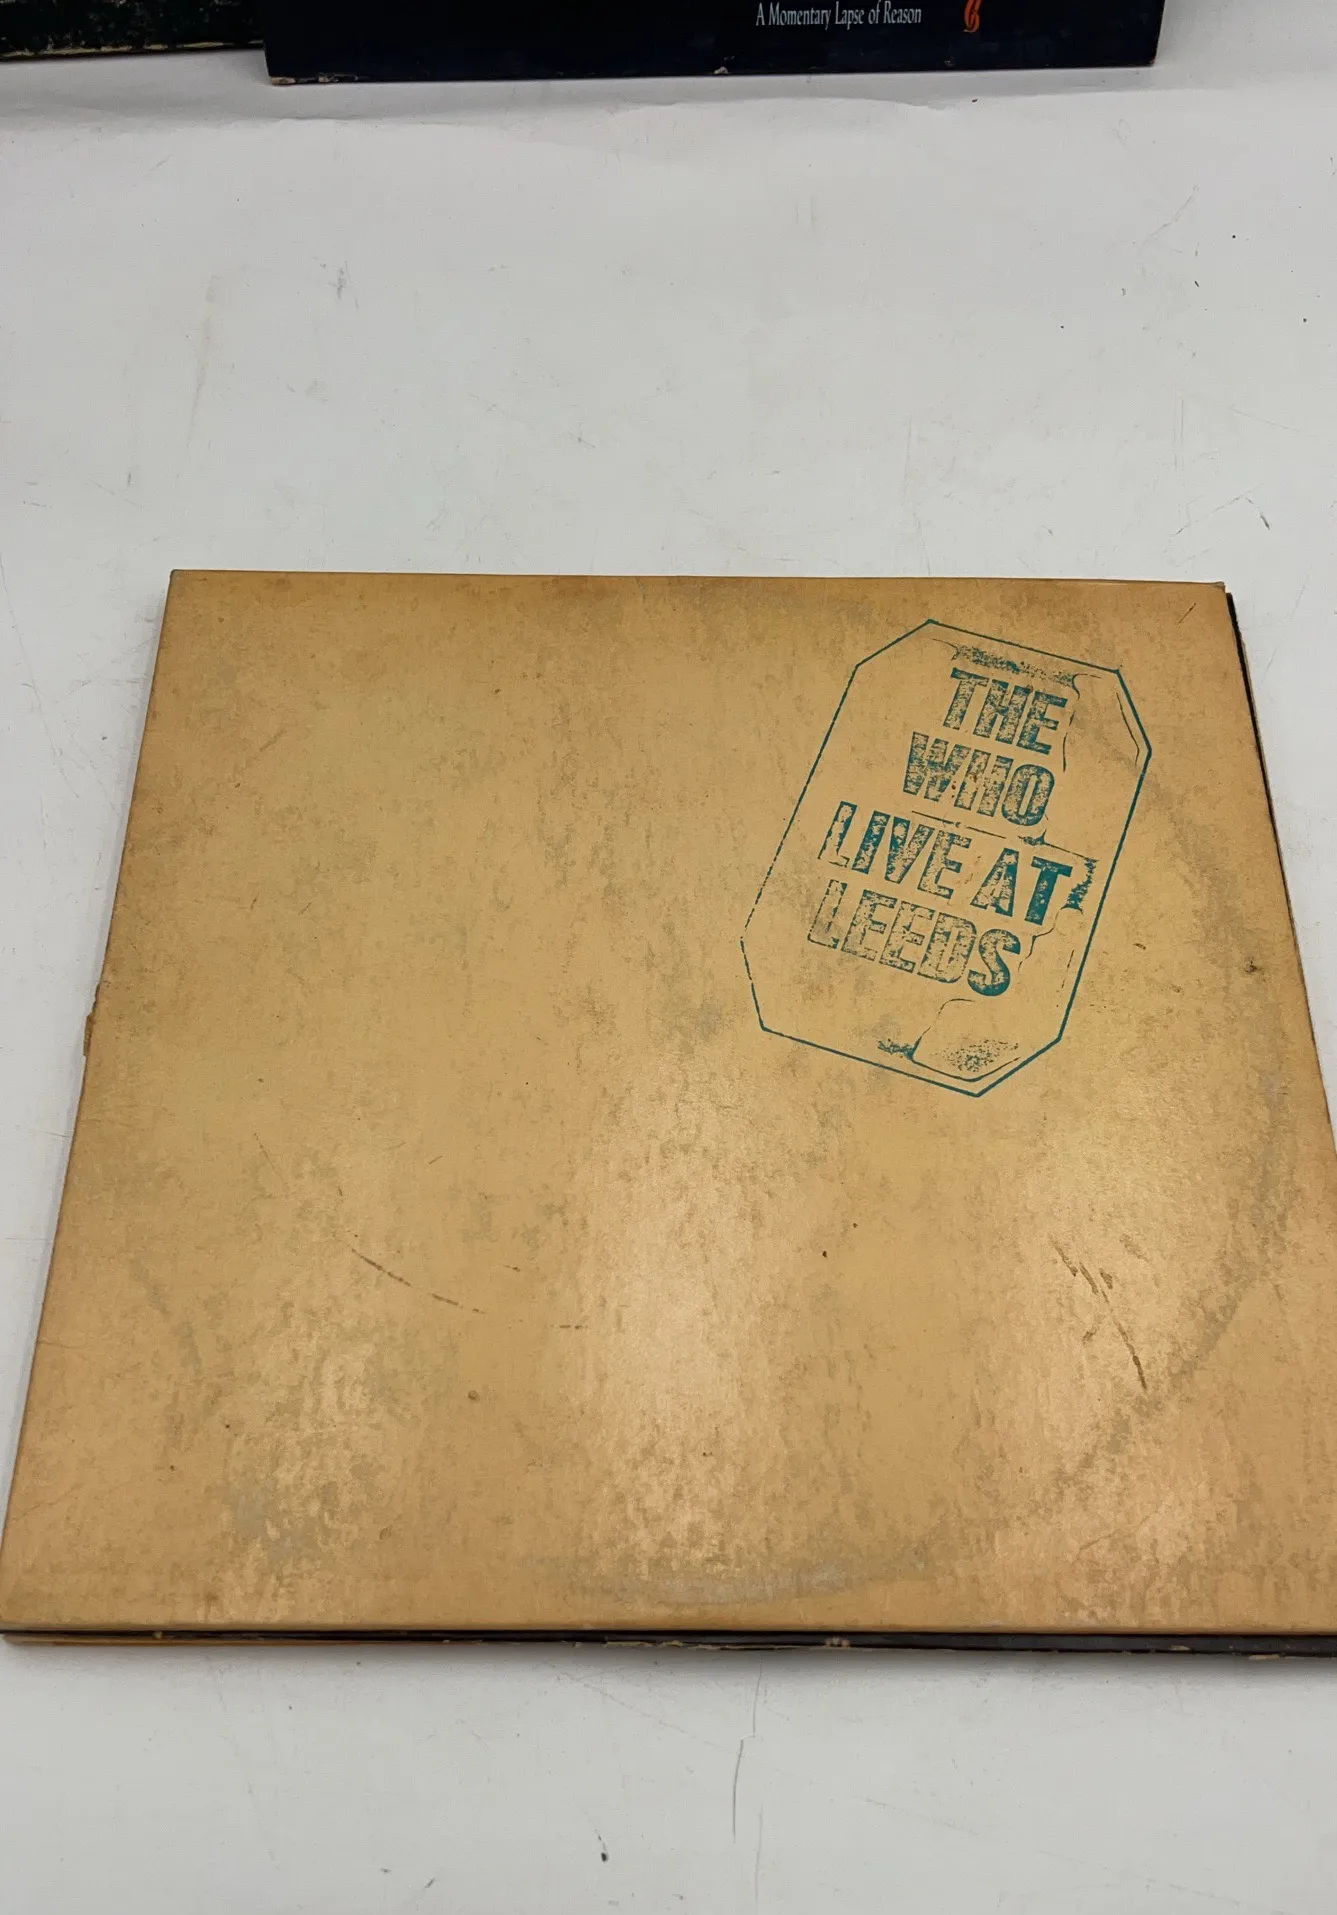 A Momentary Lapse of Reason
THE
WHO
LIVE AT
LEEDS